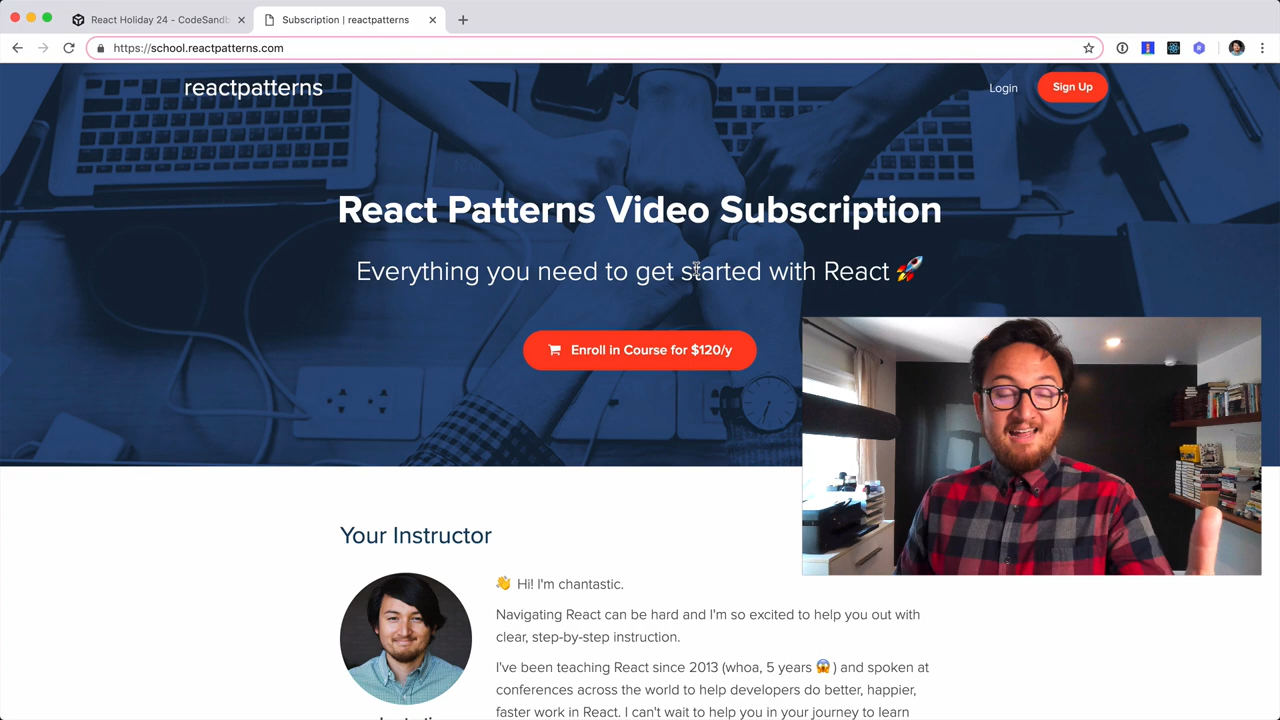 React Holiday 24 - CodeSandb
Subscription | reactpatterns
https://school.reactpatterns.com
reactpatterns
Login
Sign Up
React Patterns Video Subscription
Everything you need to get started with React 🚀
Enroll in Course for $120/y
Your Instructor
👋 Hi! I'm chantastic.
Navigating React can be hard and I'm so excited to help you out with
clear, step-by-step instruction.
I've been teaching React since 2013 (whoa, 5 years 😱 ) and spoken at
conferences across the world to help developers do better, happier,
faster work in React. I can't wait to help you in your journey to learn